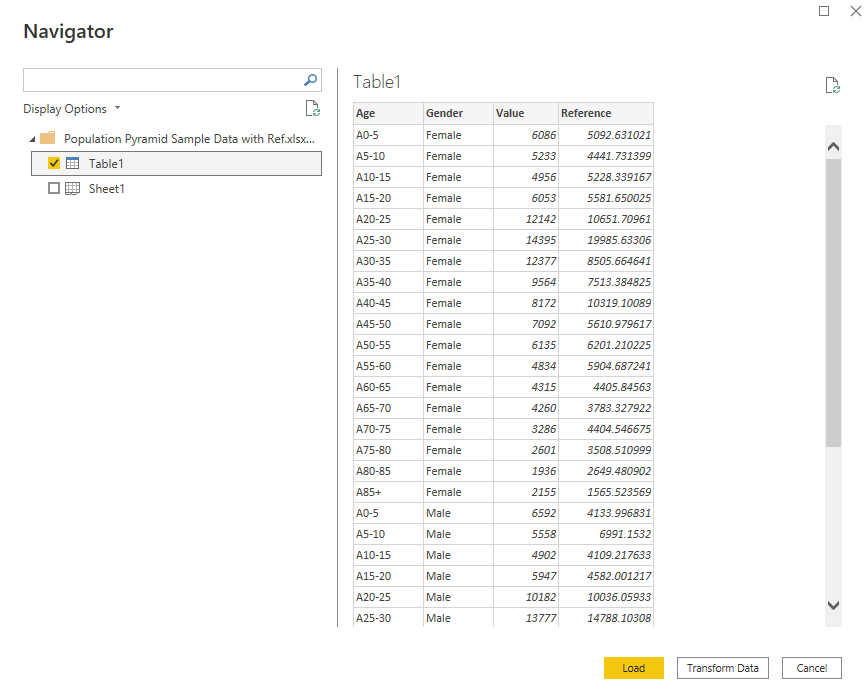 Navigator
Display Options
Population Pyramid Sample Data with Ref.xlsx...
Table1
Sheet1
Table1
Age Gender Value Reference
A0-5 Female 6086 5092.631021
A5-10 Female 5233 4441.731399
A10-15 Female 4956 5228.339167
A15-20 Female 6053 5581.650025
A20-25 Female 12142 10651.70961
A25-30 Female 14395 19985.63306
A30-35 Female 12377 8505.664641
A35-40 Female 9564 7513.384825
A40-45 Female 8172 10319.10089
A45-50 Female 7092 5610.979617
A50-55 Female 6135 6201.210225
A55-60 Female 4834 5904.687241
A60-65 Female 4315 4405.84563
A65-70 Female 4260 3783.327922
A70-75 Female 3286 4404.546675
A75-80 Female 2601 3508.510999
A80-85 Female 1936 2649.480902
A85+ Female 2155 1565.523569
A0-5 Male 6592 4133.996831
A5-10 Male 5558 6991.1532
A10-15 Male 4902 4109.217633
A15-20 Male 5947 4582.001217
A20-25 Male 10182 10036.05933
A25-30 Male 13777 14788.10308
Load Transform Data Cancel